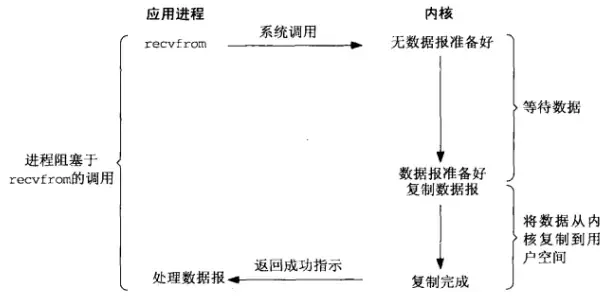 应用进程
内核
recvfrom
系统调用
无数据报准备好
等待数据
进程阻塞于
recvfrom的调用
数据报准备好
复制数据报
将数据从内
核复制到用
户空间
处理数据报
返回成功指示
复制完成